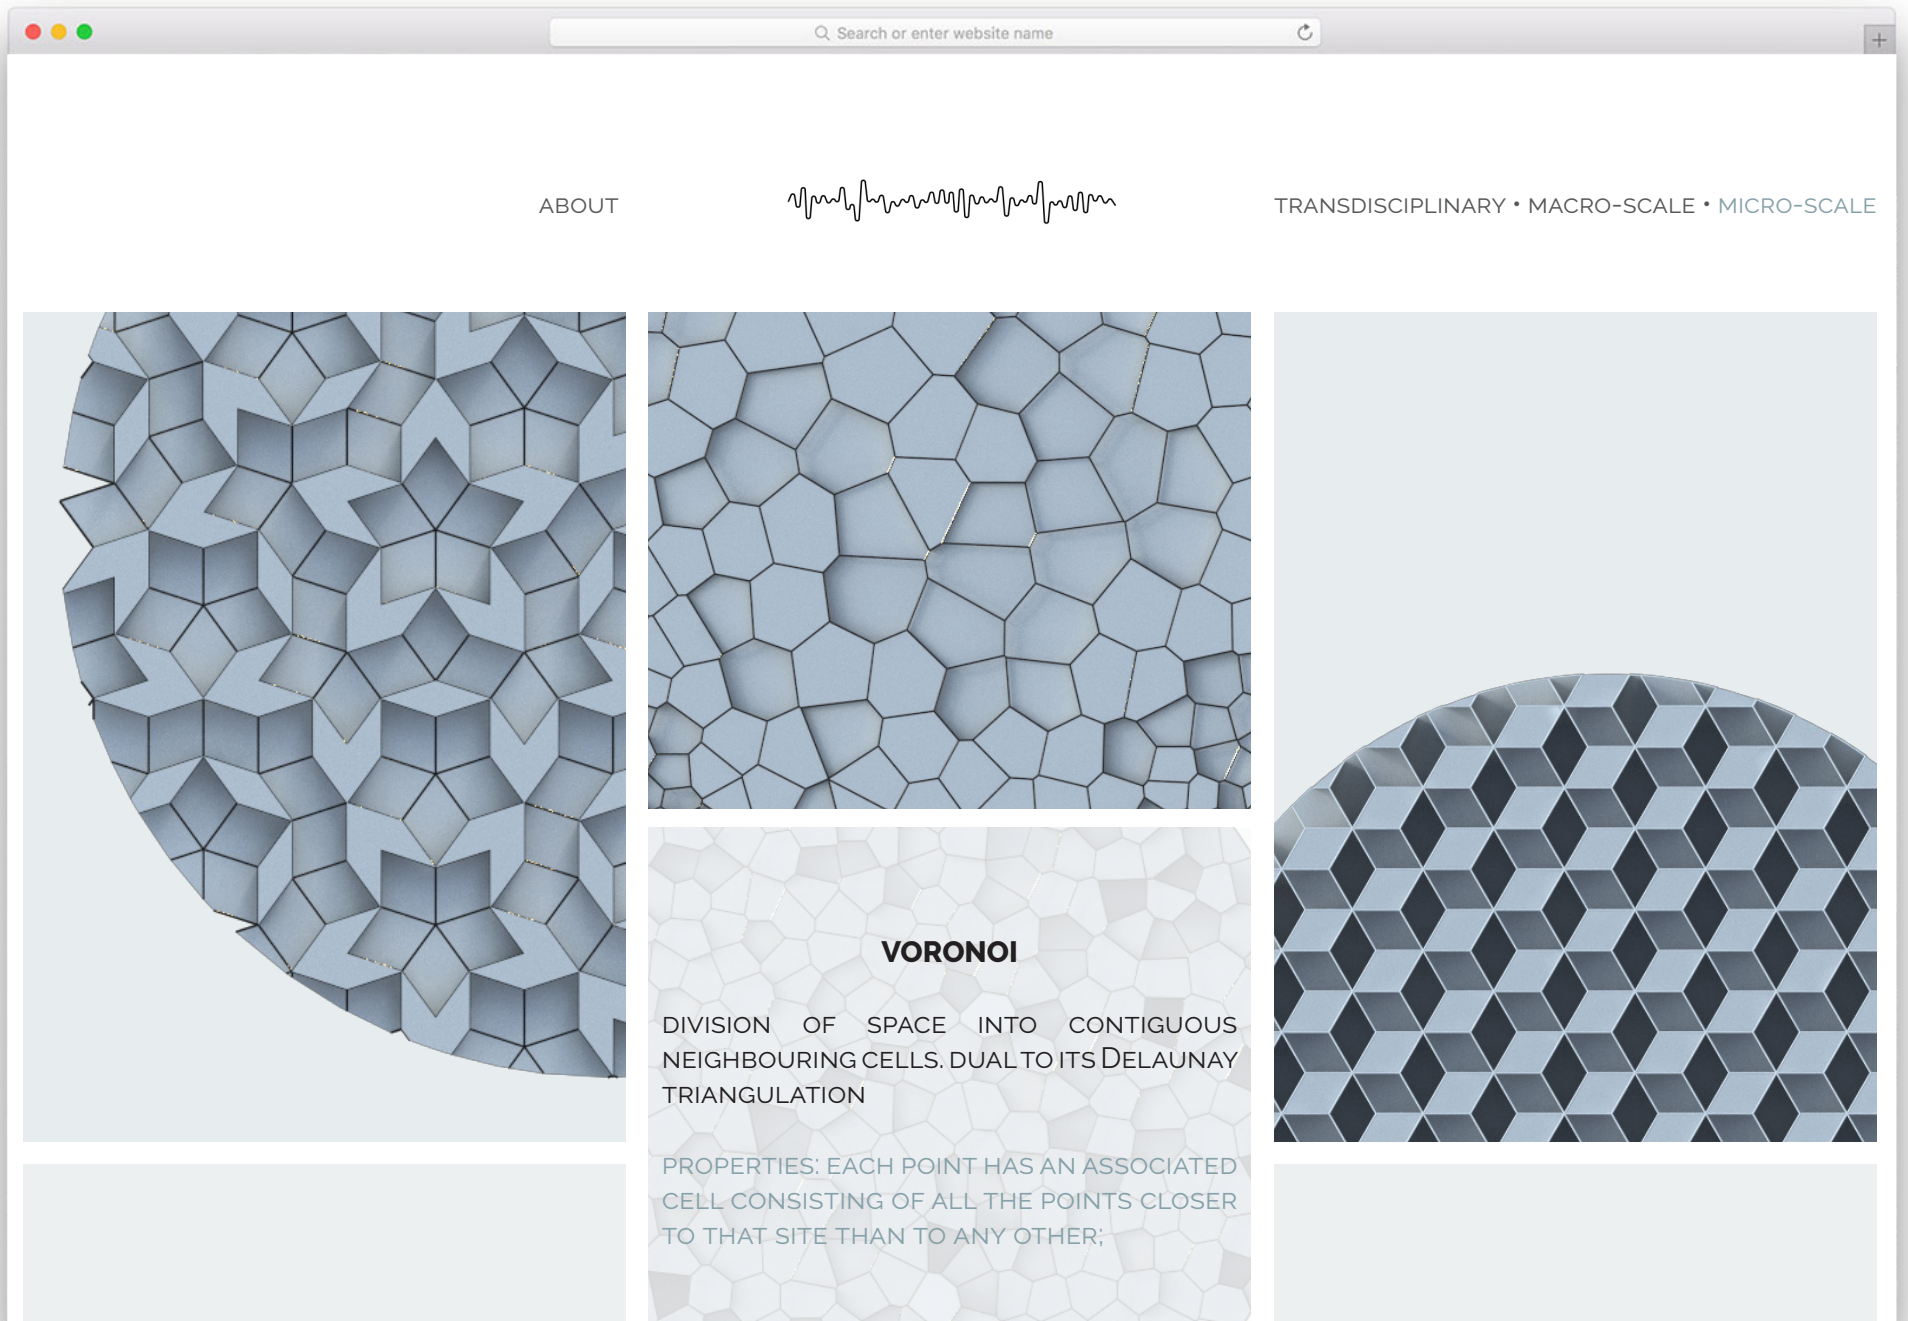 Search or enter website name
ABOUT
TRANSDISCIPLINARY • MACRO-SCALE • MICRO-SCALE
VORONOI
DIVISION OF SPACE INTO CONTIGUOUS
NEIGHBOURING CELLS. DUAL TO ITS DELAUNAY
TRIANGULATION
PROPERTIES: EACH POINT HAS AN ASSOCIATED
CELL CONSISTING OF ALL THE POINTS CLOSER
TO THAT SITE THAN TO ANY OTHER;